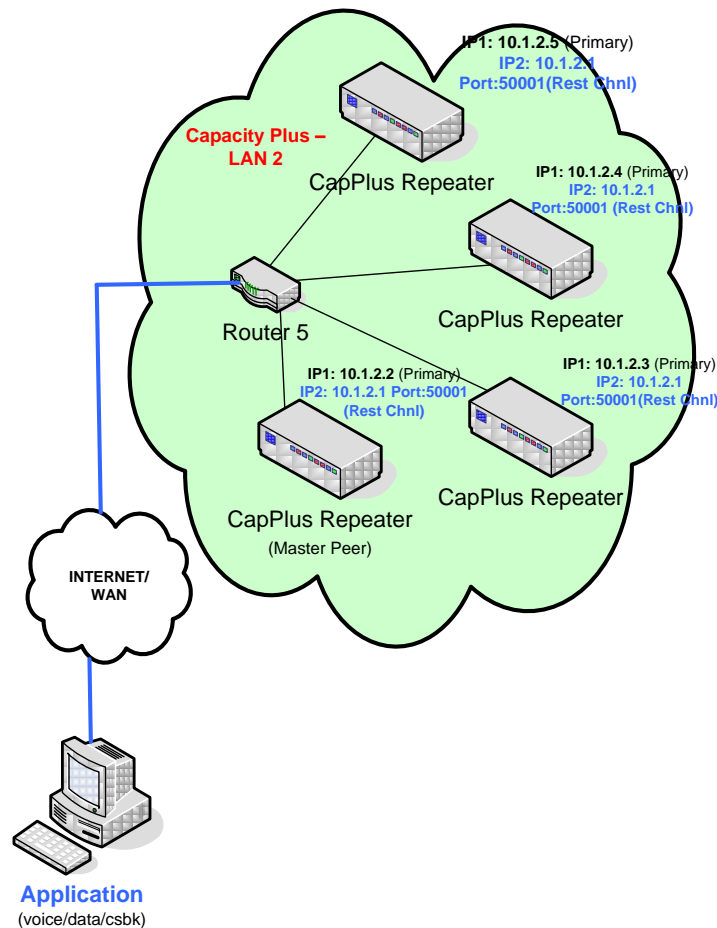 IP1: 10.1.2.5 (Primary)
IP2: 10.1.2.1
Port:50001(Rest Chnl)
Capacity Plus –
LAN 2
CapPlus Repeater
IP1: 10.1.2.4 (Primary)
IP2: 10.1.2.1
Port:50001 (Rest Chnl)
CapPlus Repeater
Router 5
IP1: 10.1.2.2 (Primary)
IP2: 10.1.2.1 Port:50001
(Rest Chnl)
IP1: 10.1.2.3 (Primary)
IP2: 10.1.2.1
Port:50001(Rest Chnl)
CapPlus Repeater
CapPlus Repeater
(Master Peer)
INTERNET/
WAN
Application
(voice/data/csbk)